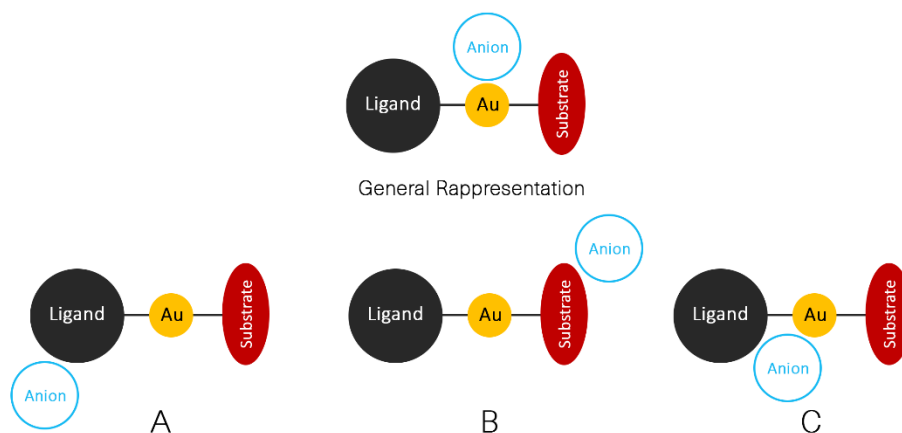 Anion
Ligand
Au
Substrate
General Rappresentation
Anion
Ligand
Au
Substrate
Ligand
Au
Substrate
Ligand
Au
Substrate
Anion
Anion
A
B
C